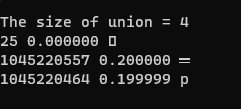 The size of union = 4
25 0.000000 
1045220557 0.200000 =
1045220464 0.199999 p